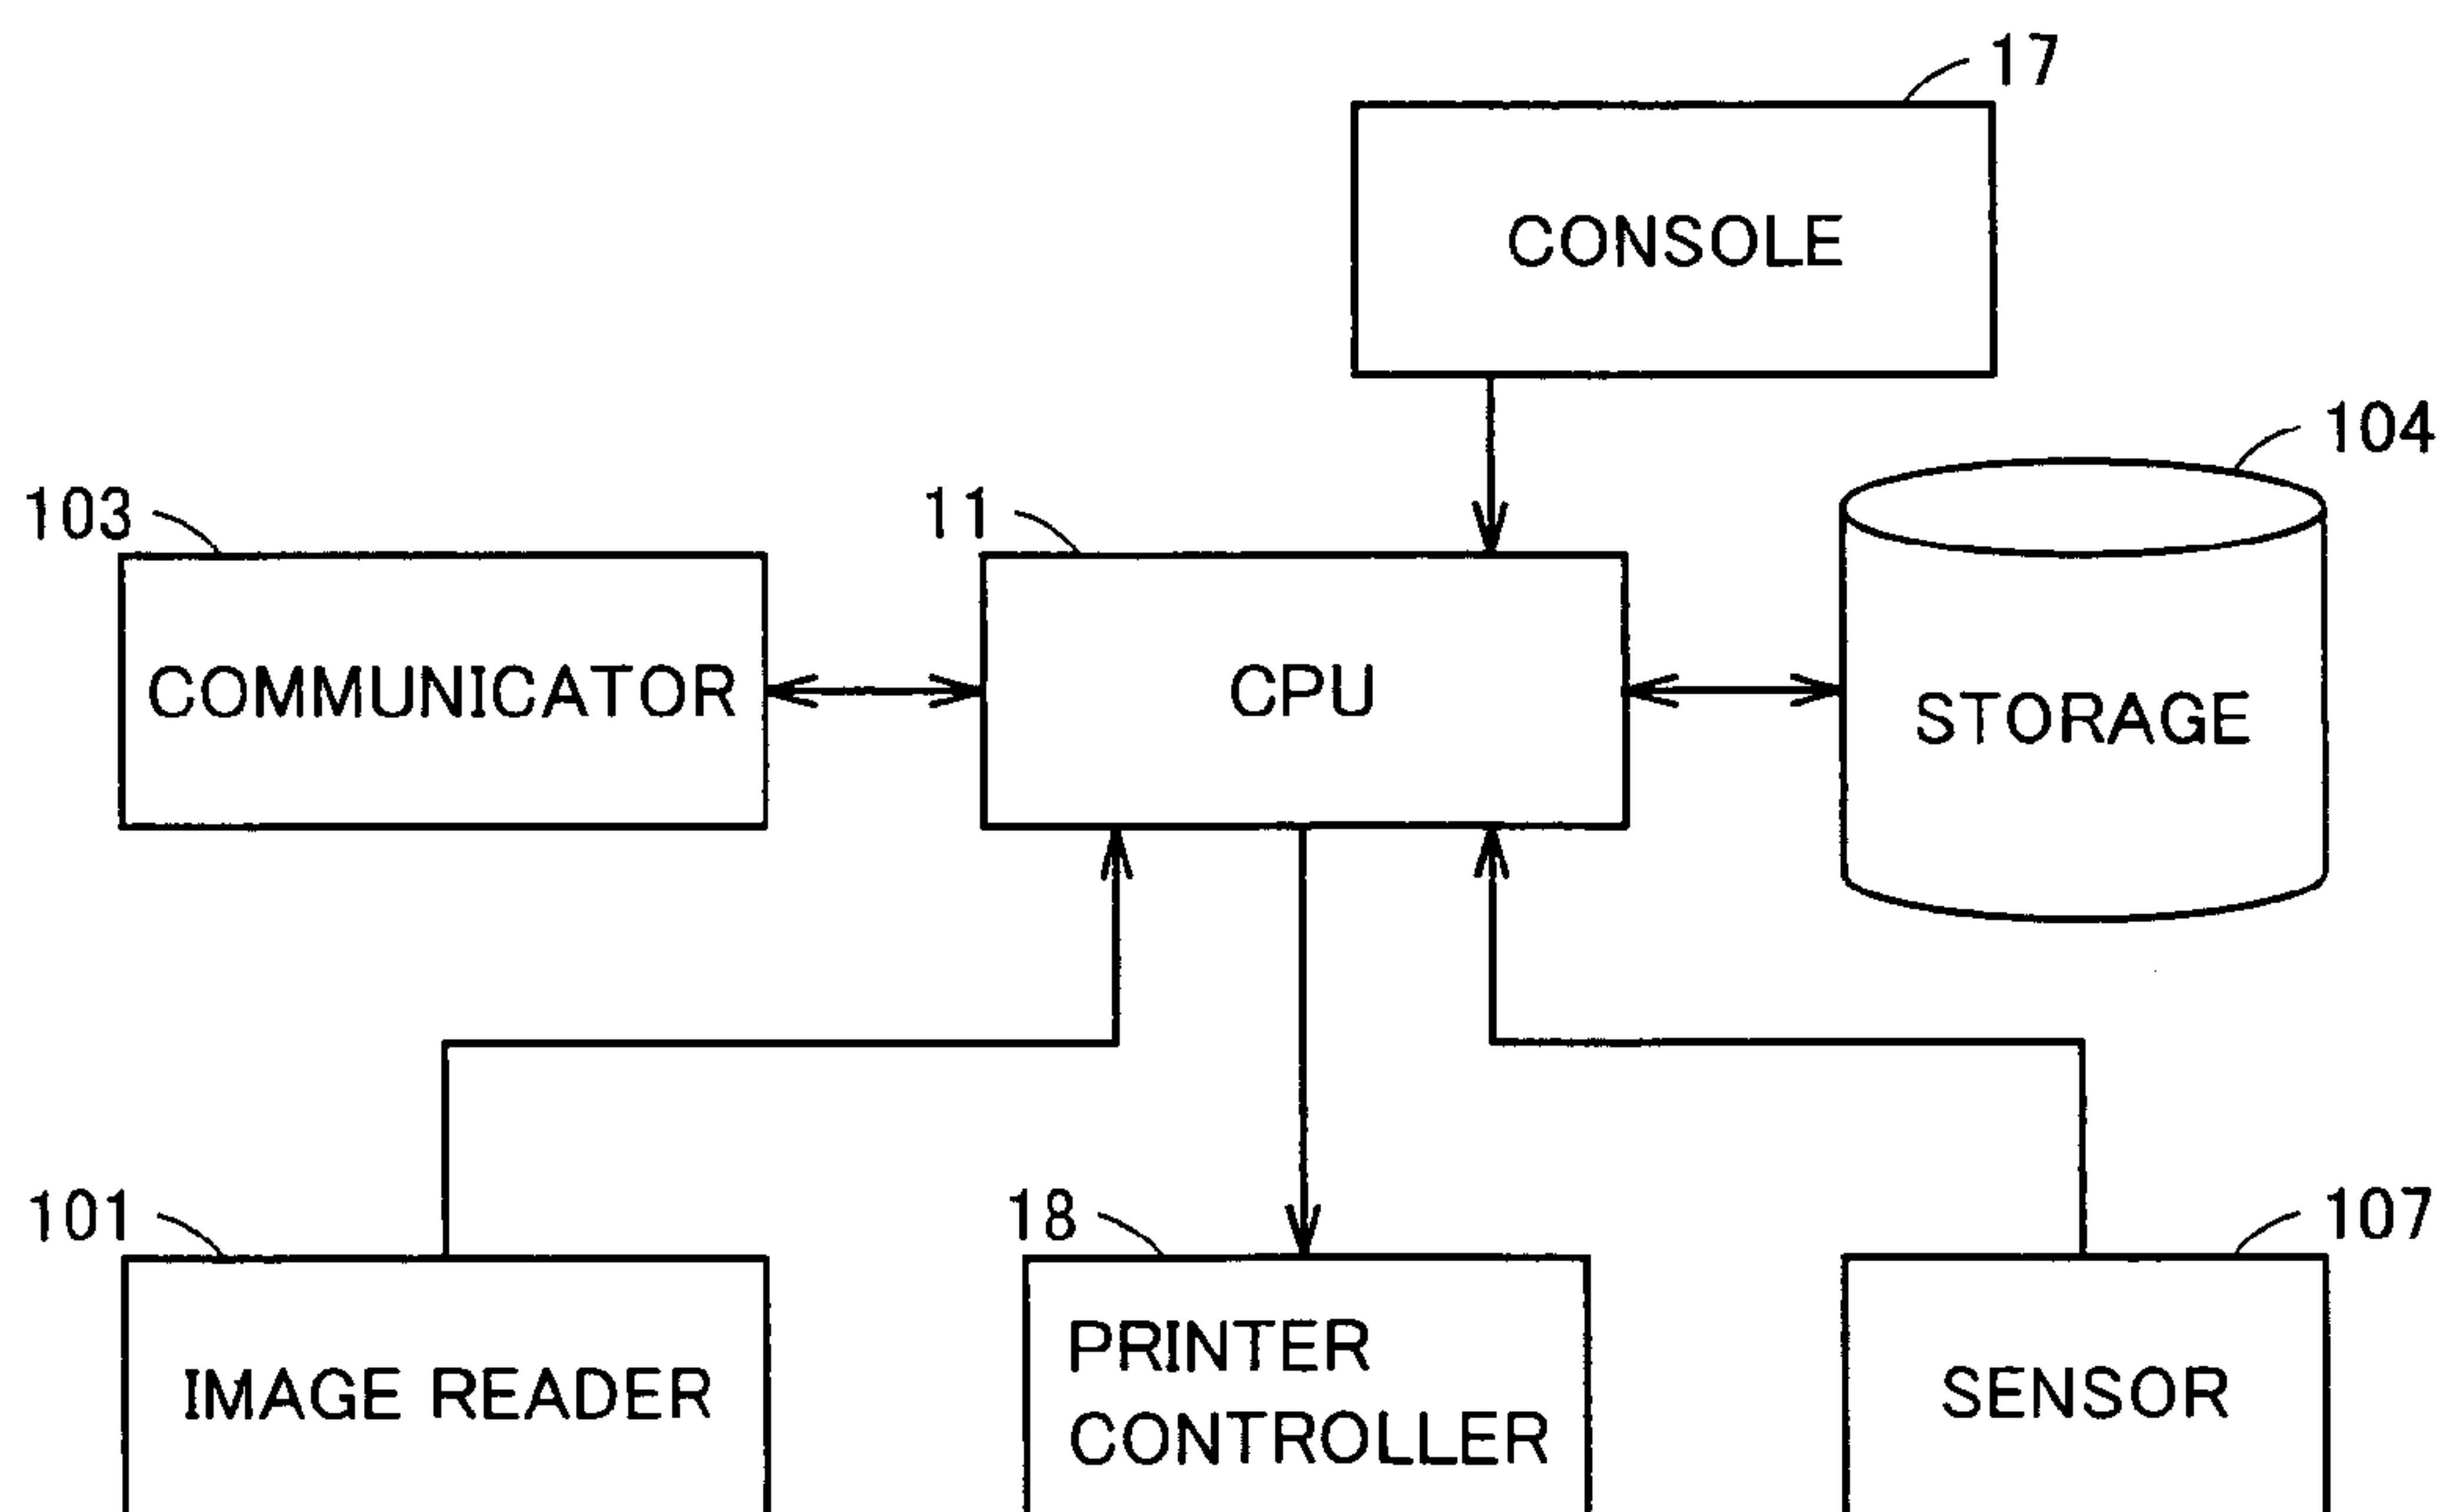 17
CONSOLE
104
103
11
COMMUNICATOR
CPU
STORAGE
101
18
107
IMAGE READER
PRINTER
CONTROLLER
SENSOR